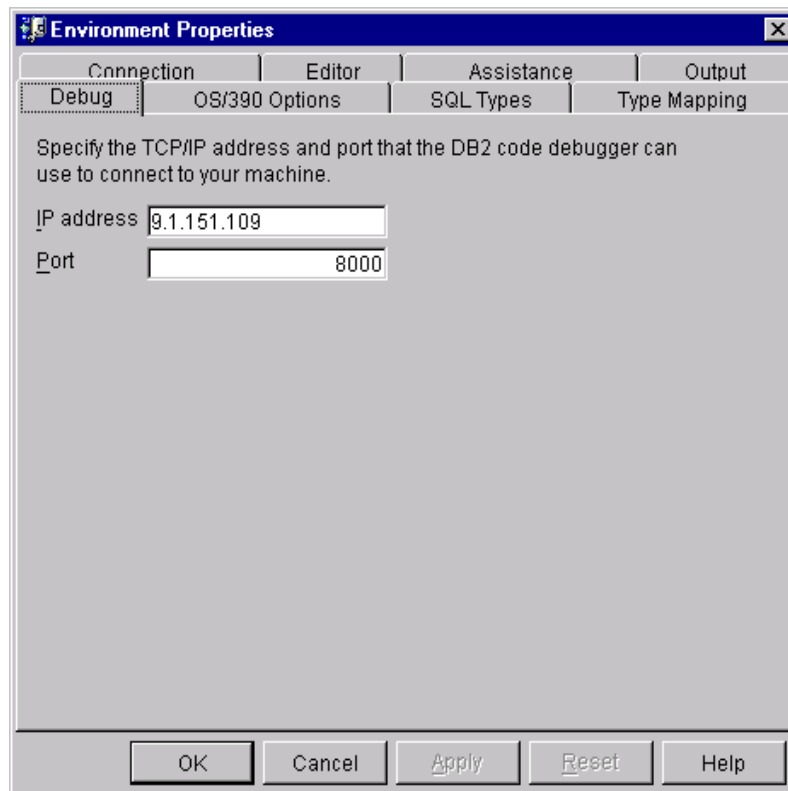 Environment Properties
Connection Editor Assistance Output
Debug OS/390 Options SQL Types Type Mapping
Specify the TCP/IP address and port that the DB2 code debugger can
use to connect to your machine.
IP address 9.1.151.109
Port 8000
OK Cancel Apply Reset Help